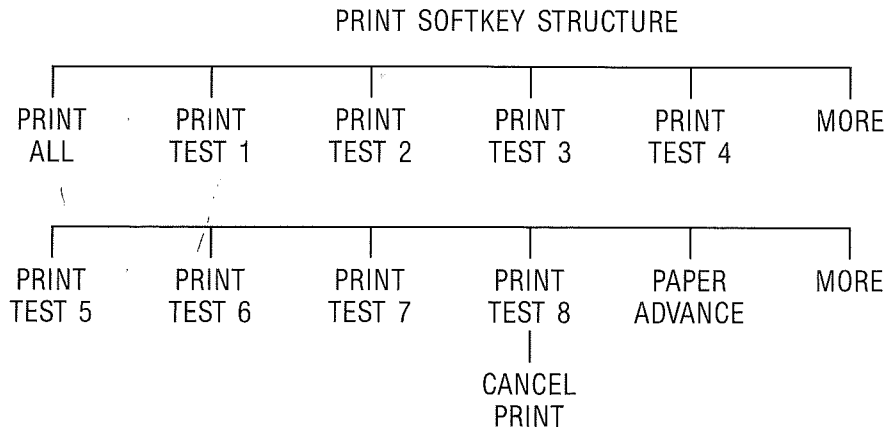 PRINT SOFTKEY STRUCTURE
PRINT PRINT PRINT PRINT PRINT MORE
ALL TEST 1 TEST 2 TEST 3 TEST 4
PRINT PRINT PRINT PRINT PAPER MORE
TEST 5 TEST 6 TEST 7 TEST 8 ADVANCE
CANCEL
PRINT